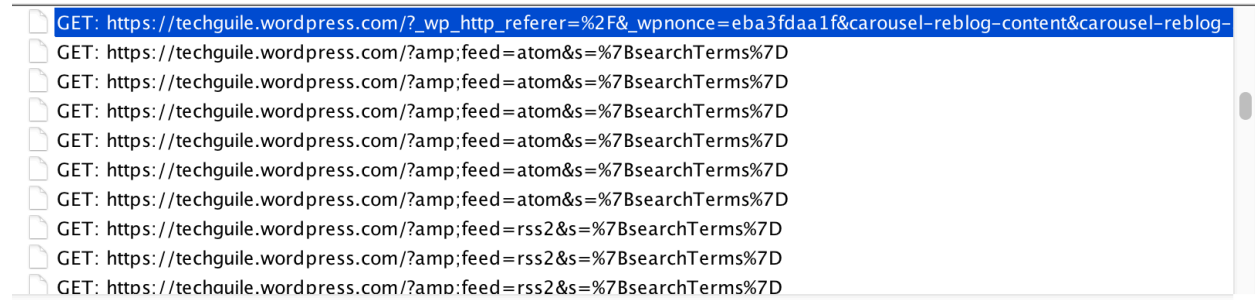 GET: https://techguile.wordpress.com/?_wp_http_referer=%2F&_wpnonce=eba3fdaa1f&carousel-reblog-content&carousel-reblog-
GET: https://techguile.wordpress.com/?amp;feed=atom&s=%7BsearchTerms%7D
GET: https://techguile.wordpress.com/?amp;feed=atom&s=%7BsearchTerms%7D
GET: https://techguile.wordpress.com/?amp;feed=atom&s=%7BsearchTerms%7D
GET: https://techguile.wordpress.com/?amp;feed=atom&s=%7BsearchTerms%7D
GET: https://techguile.wordpress.com/?amp;feed=atom&s=%7BsearchTerms%7D
GET: https://techguile.wordpress.com/?amp;feed=atom&s=%7BsearchTerms%7D
GET: https://techguile.wordpress.com/?amp;feed=rss2&s=%7BsearchTerms%7D
GET: https://techguile.wordpress.com/?amp;feed=rss2&s=%7BsearchTerms%7D
GET: https://techguile.wordpress.com/?amp;feed=rss2&s=%7BsearchTerms%7D